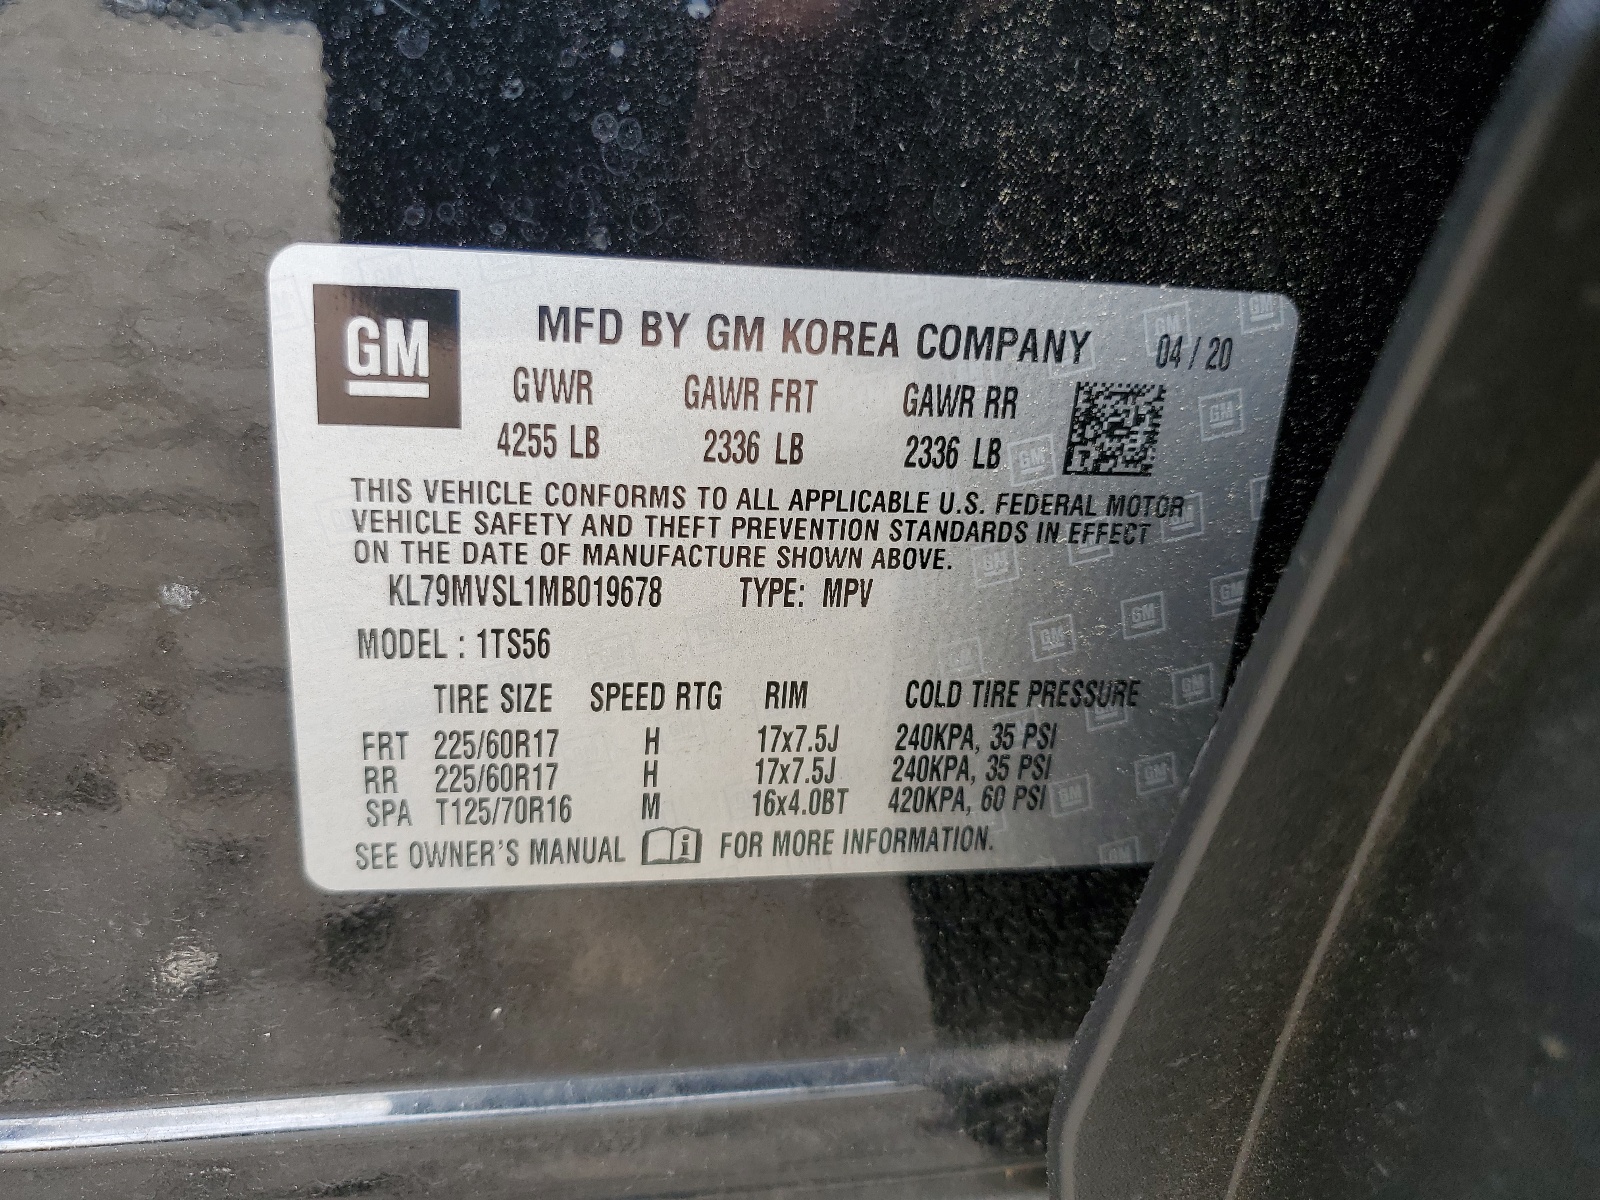 GM
MFD BY GM KOREA COMPANY 04 / 20
GVWR GAWR FRT GAWR RR
4255 LB 2336 LB 2336 LB
THIS VEHICLE CONFORMS TO ALL APPLICABLE U.S. FEDERAL MOTOR
VEHICLE SAFETY AND THEFT PREVENTION STANDARDS IN EFFECT
ON THE DATE OF MANUFACTURE SHOWN ABOVE.
KL79MVSL1MB019678 TYPE: MPV
MODEL : 1TS56
TIRE SIZE SPEED RTG RIM COLD TIRE PRESSURE
FRT 225/60R17 H 17x7.5J 240KPA, 35 PSI
RR 225/60R17 H 17x7.5J 240KPA, 35 PSI
SPA T125/70R16 M 16x4.0BT 420KPA, 60 PSI
SEE OWNER'S MANUAL i FOR MORE INFORMATION.